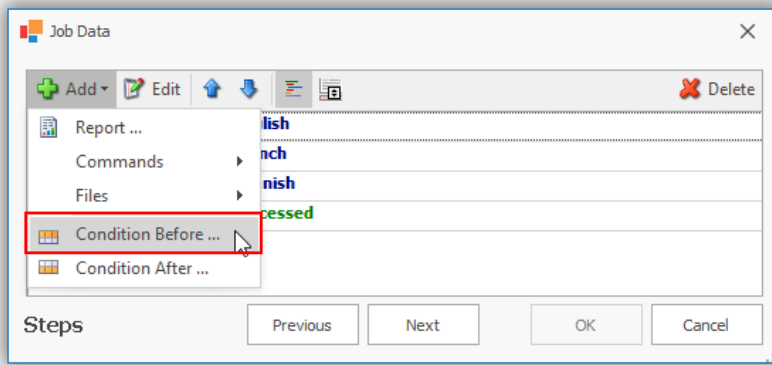 Job Data
Add Edit Delete
Report ...
lish
Commands
nch
Files
nish
cessed
Condition Before ...
Condition After ...
Steps
Previous Next OK Cancel